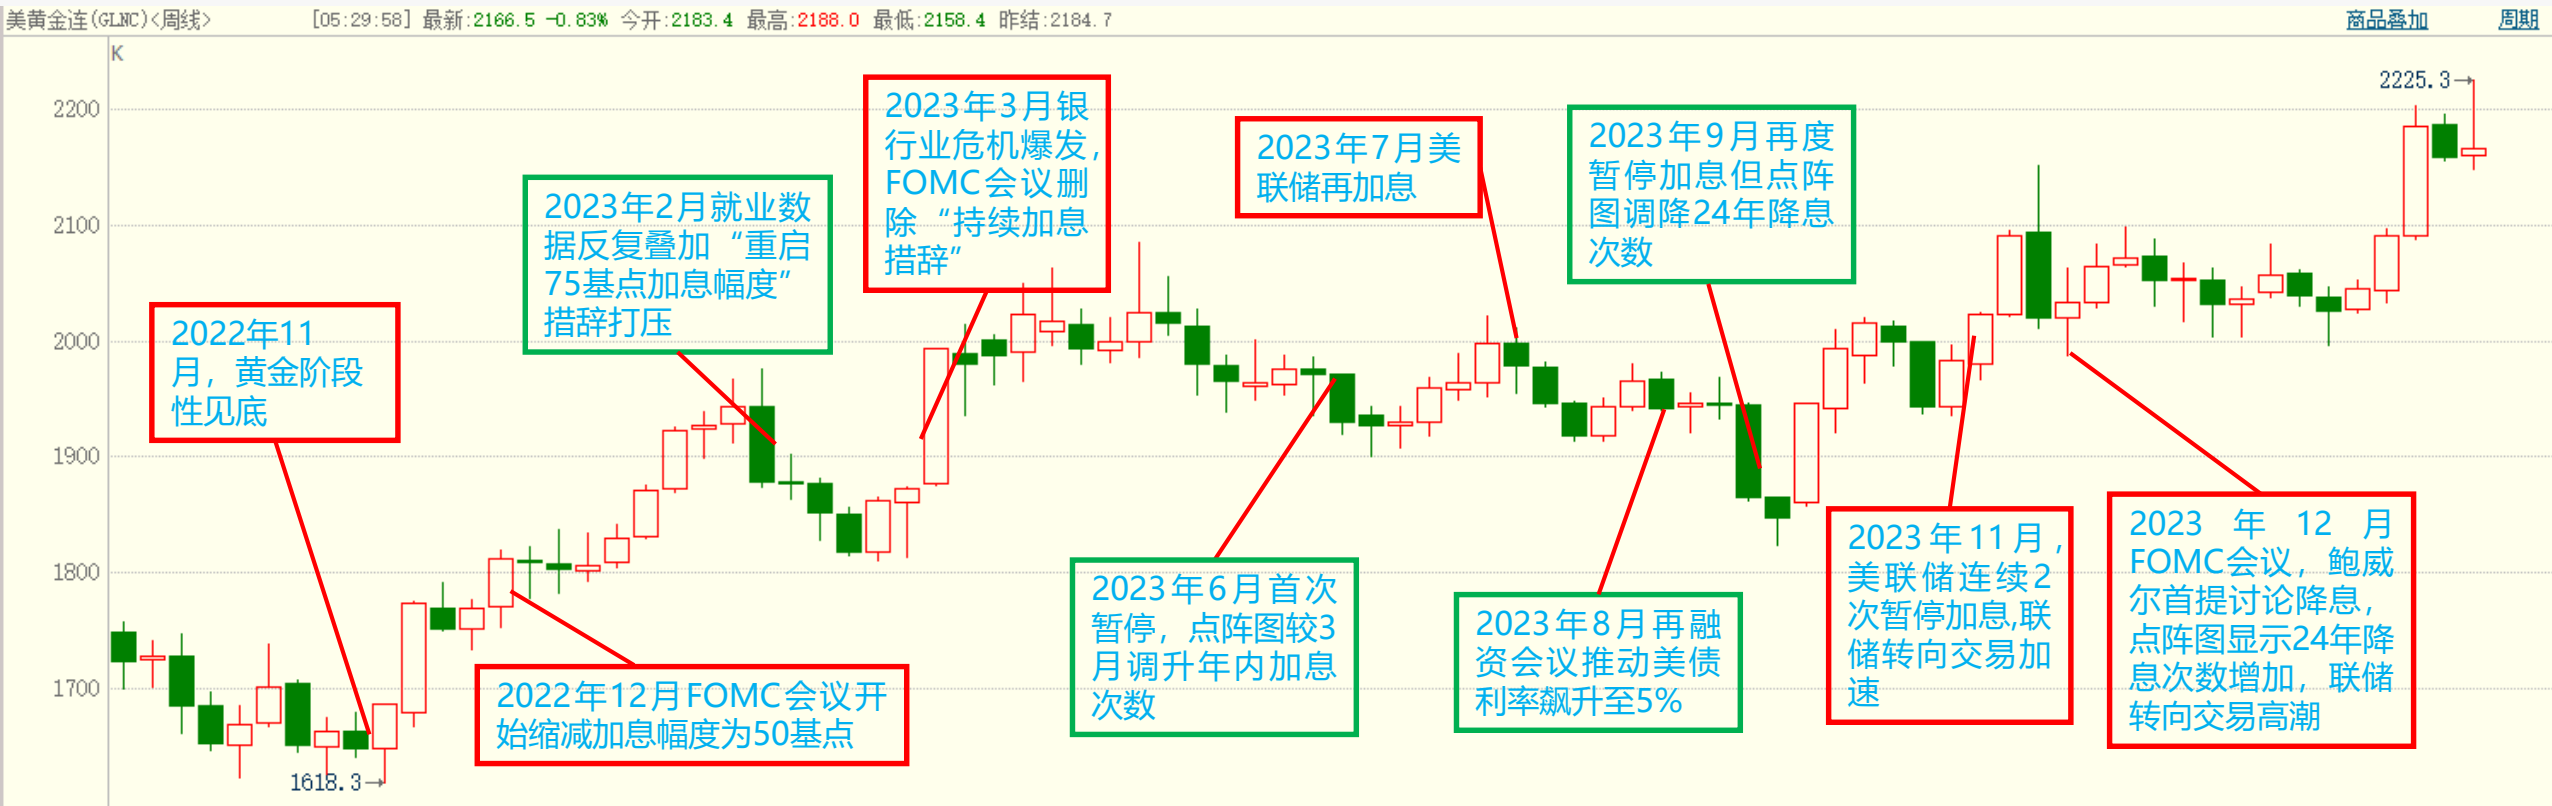 美黄金连(GLNC)<周线> [05:29:58] 最新:2166.5 -0.83% 今开:2183.4 最高:2188.0 最低:2158.4 昨结:2184.7 商品叠加 周期
K
2225.3→
2200
2100
2000
1900
1800
1700
1618.3→
2022年11
月，黄金阶段
性见底
2022年12月FOMC会议开
始缩减加息幅度为50基点
2023年2月就业数
据反复叠加“重启
75基点加息幅度”
措辞打压
2023年3月银
行业危机爆发，
FOMC会议删
除“持续加息
措辞”
2023年6月首次
暂停，点阵图较3
月调升年内加息
次数
2023年7月美
联储再加息
2023年8月再融
资会议推动美债
利率飙升至5%
2023年9月再度
暂停加息但点阵
图调降24年降息
次数
2023年11月，
美联储连续2
次暂停加息,联
储转向交易加
速
2023年12月
FOMC会议，鲍威
尔首提讨论降息，
点阵图显示24年降
息次数增加，联储
转向交易高潮